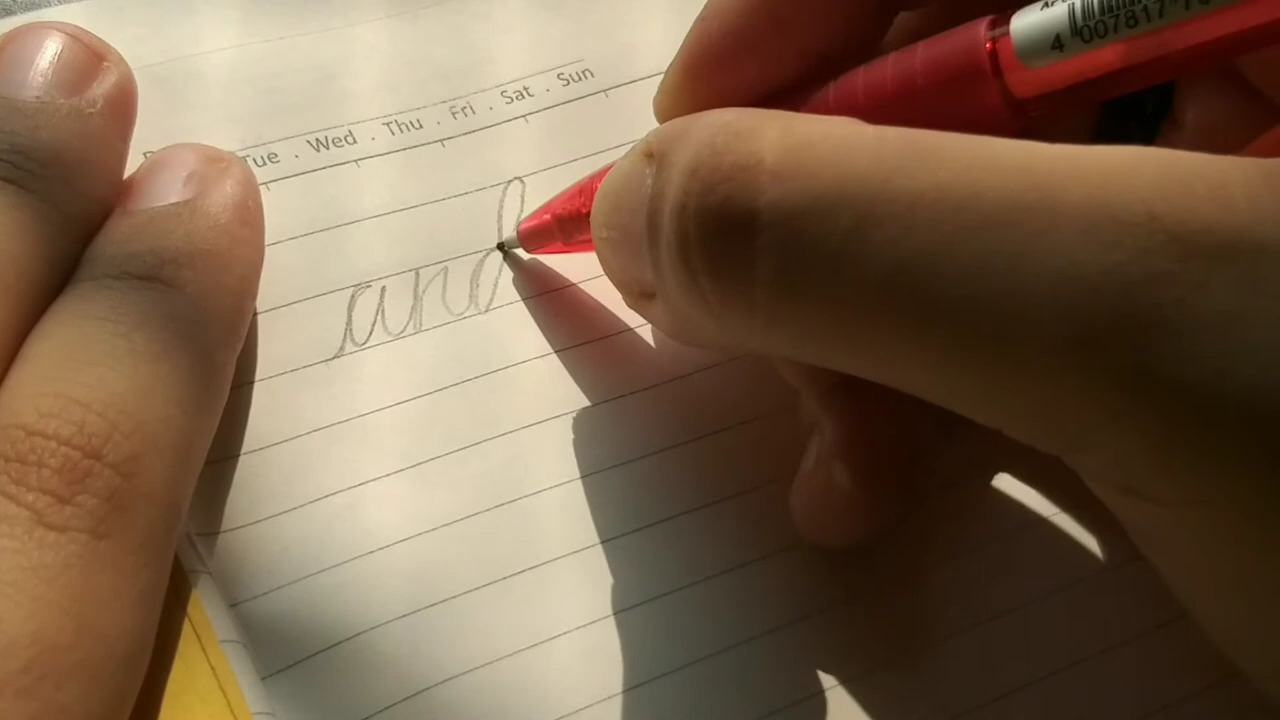 Tue . Wed . Thu . Fri . Sat . Sun
and
4 007817